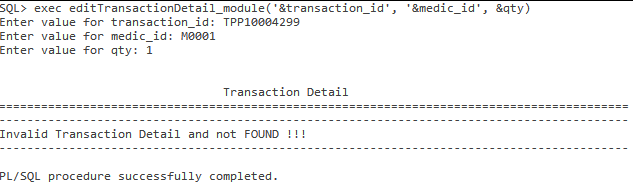 SQL> exec editTransactionDetail_module('&transaction_id', '&medic_id', &qty)
Enter value for transaction_id: TPP10004299
Enter value for medic_id: M0001
Enter value for qty: 1
Transaction Detail
==========================================================================================
------------------------------------------------------------------------------------------
Invalid Transaction Detail and not FOUND !!!
------------------------------------------------------------------------------------------
PL/SQL procedure successfully completed.